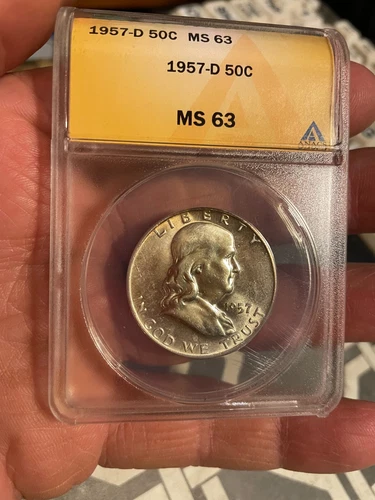 1957-D 50C MS 63
1957-D 50C
MS 63
ANACS
LIBERTY
1957
IN GOD WE TRUST